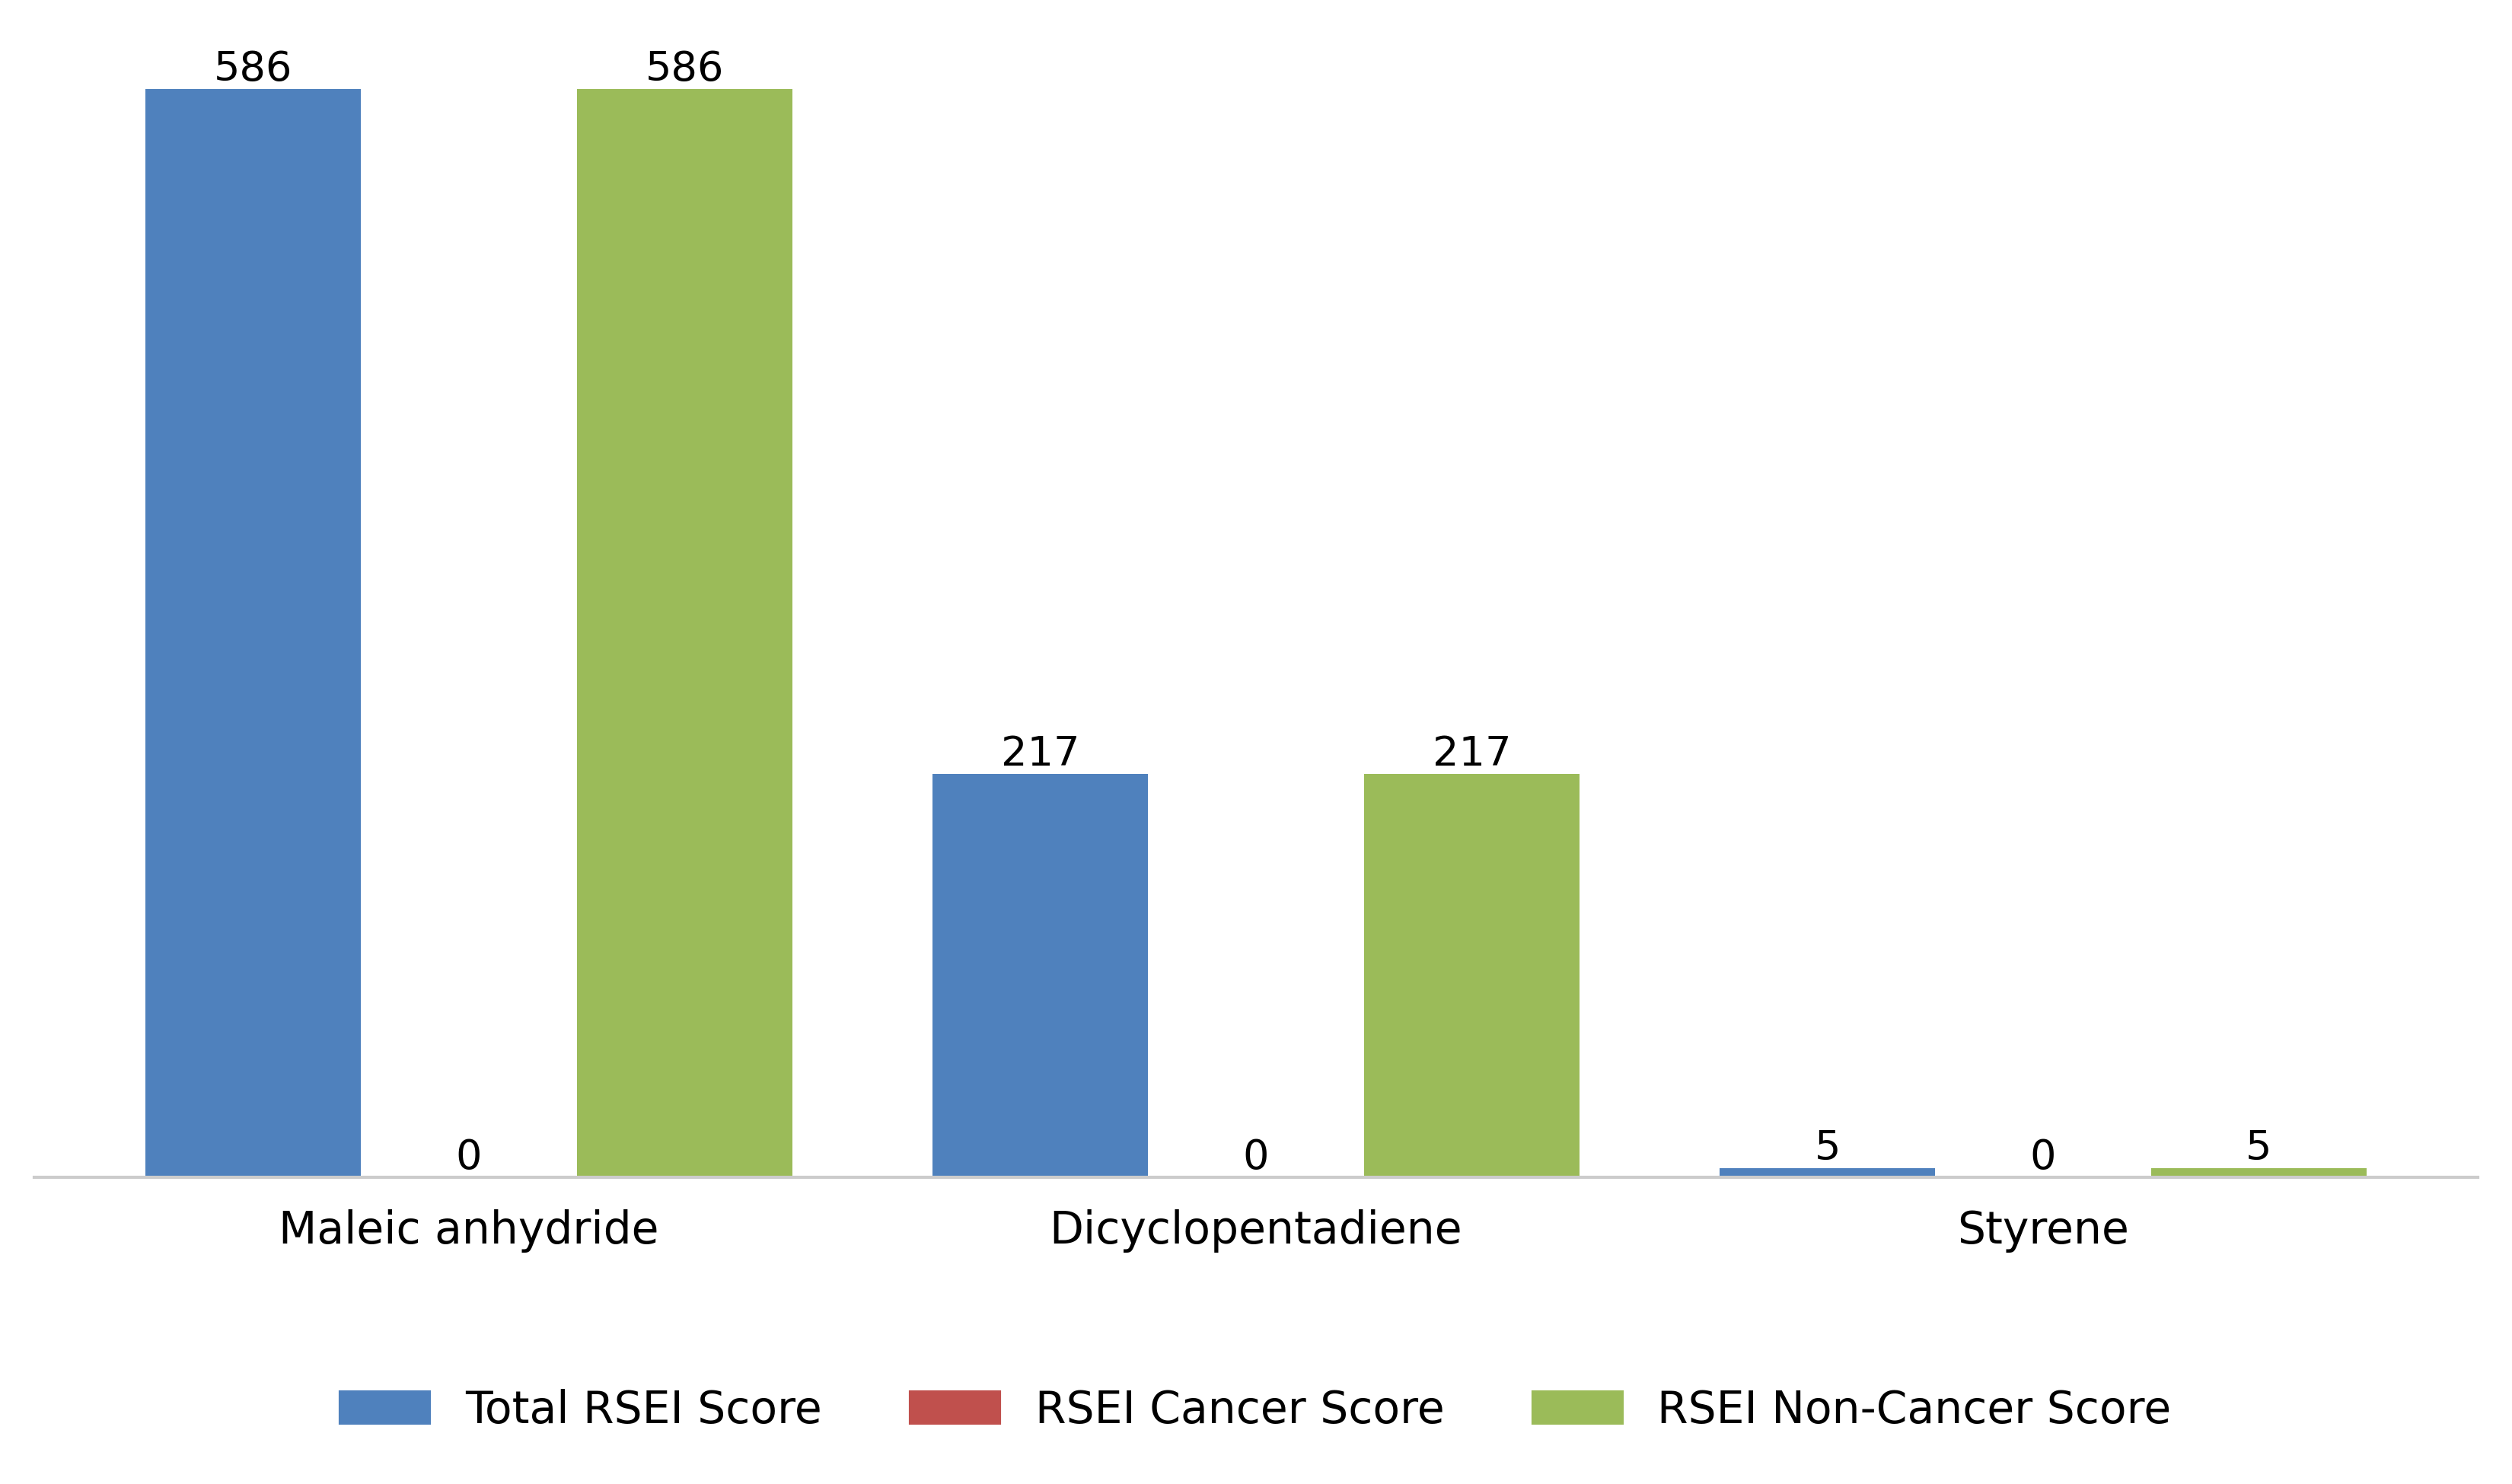 586
586
217
217
0
0
5
0
5
Maleic anhydride
Dicyclopentadiene
Styrene
Total RSEI Score
RSEI Cancer Score
RSEI Non-Cancer Score